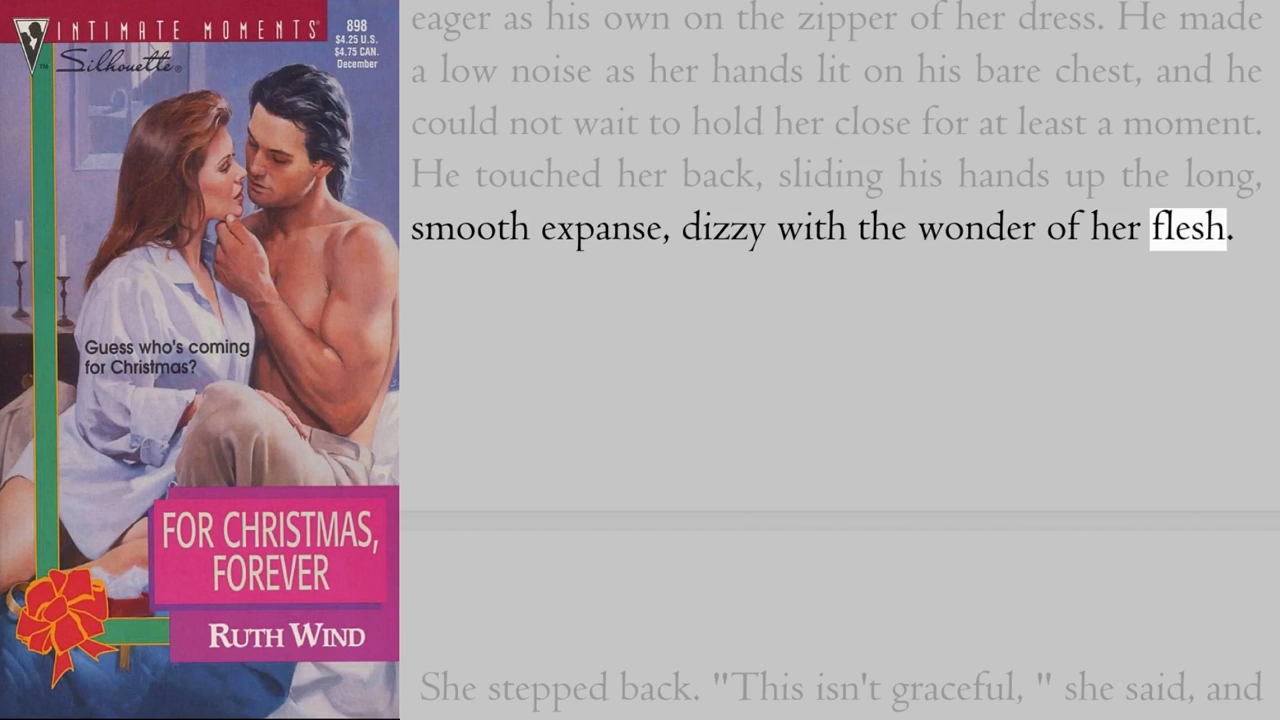 INTIMATE MOMENTS®
Silhouette®
TM
898
$4.25 U.S.
$4.75 CAN.
December
Guess who's coming
for Christmas?
FOR CHRISTMAS,
FOREVER
RUTH WIND
eager as his own on the zipper of her dress. He made
a low noise as her hands lit on his bare chest, and he
could not wait to hold her close for at least a moment.
He touched her back, sliding his hands up the long,
smooth expanse, dizzy with the wonder of her flesh.
She stepped back. "This isn't graceful, " she said, and